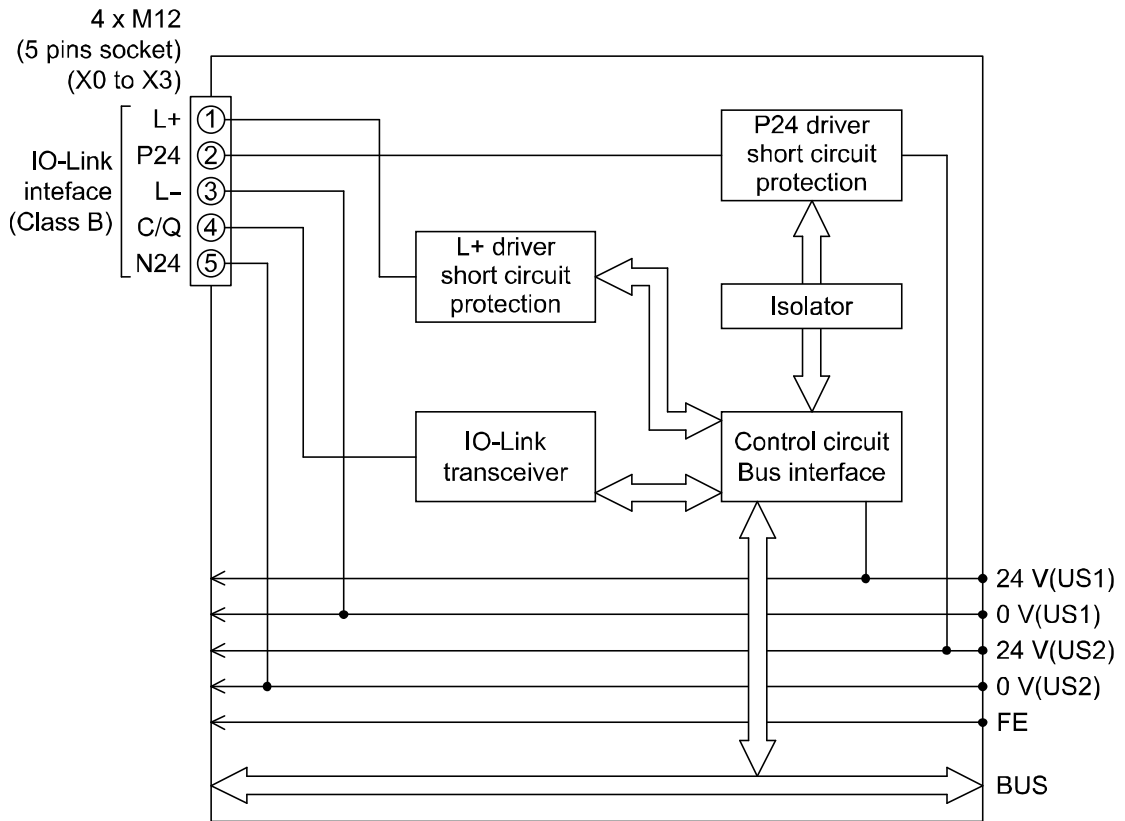 4 x M12
(5 pins socket)
(X0 to X3)
IO-Link
inteface
(Class B)
L+ ①
P24 ②
L− ③
C/Q ④
N24 ⑤
P24 driver
short circuit
protection
L+ driver
short circuit
protection
Isolator
IO-Link
transceiver
Control circuit
Bus interface
24 V(US1)
0 V(US1)
24 V(US2)
0 V(US2)
FE
BUS